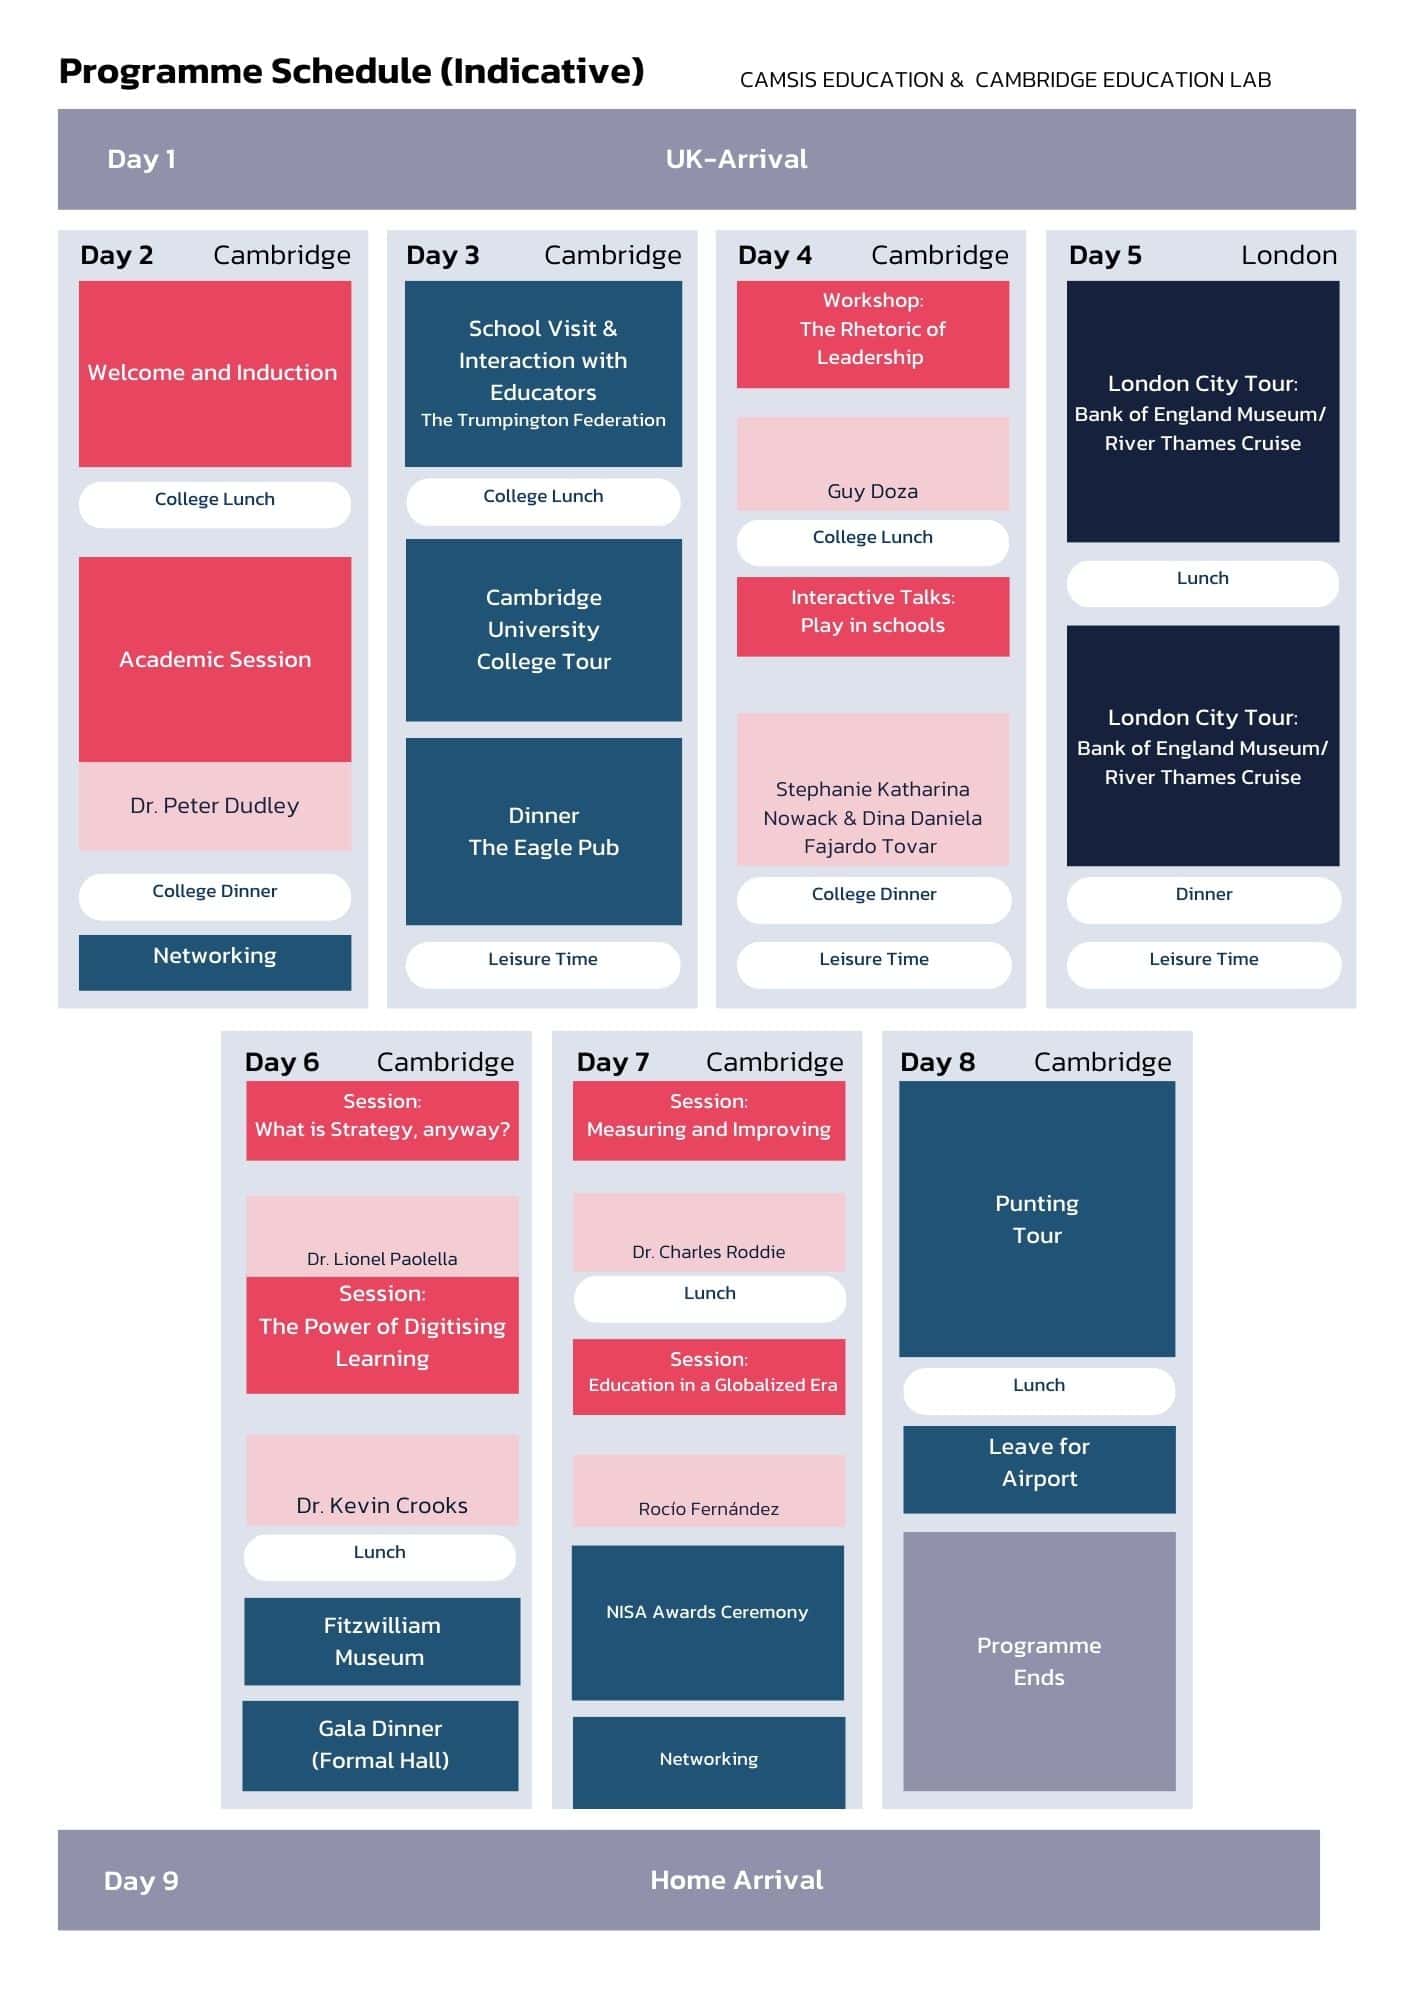 Programme Schedule (Indicative)
CAMSIS EDUCATION & CAMBRIDGE EDUCATION LAB
Day 1
UK-Arrival
Day 2
Cambridge
Welcome and Induction
College Lunch
Academic Session
Dr. Peter Dudley
College Dinner
Networking
Day 3
Cambridge
School Visit &
Interaction with
Educators
The Trumpington Federation
College Lunch
Cambridge
University
College Tour
Dinner
The Eagle Pub
Leisure Time
Day 4
Cambridge
Workshop:
The Rhetoric of
Leadership
Guy Doza
College Lunch
Interactive Talks:
Play in schools
Stephanie Katharina
Nowack & Dina Daniela
Fajardo Tovar
College Dinner
Leisure Time
Day 5
London
London City Tour:
Bank of England Museum/
River Thames Cruise
Lunch
London City Tour:
Bank of England Museum/
River Thames Cruise
Dinner
Leisure Time
Day 6
Cambridge
Session:
What is Strategy, anyway?
Dr. Lionel Paolella
Session:
The Power of Digitising
Learning
Dr. Kevin Crooks
Lunch
Fitzwilliam
Museum
Gala Dinner
(Formal Hall)
Day 7
Cambridge
Session:
Measuring and Improving
Dr. Charles Roddie
Lunch
Session:
Education in a Globalized Era
Rocío Fernández
NISA Awards Ceremony
Networking
Day 8
Cambridge
Punting
Tour
Lunch
Leave for
Airport
Programme
Ends
Day 9
Home Arrival